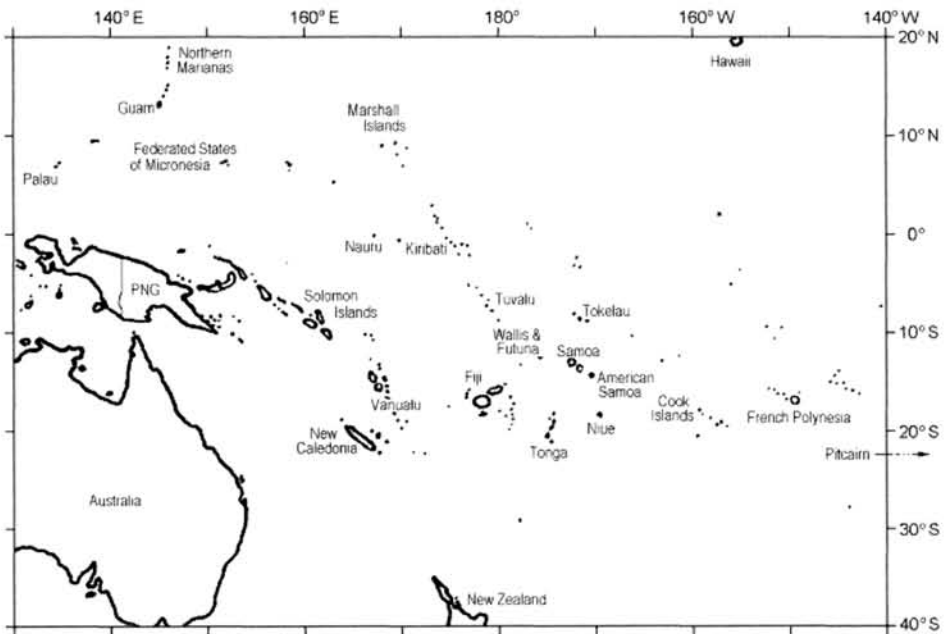 140° E
160° E
180°
160° W
140° W
20° N
Northern
Marianas
Hawaii
Guam
Marshall
Islands
10° N
Federated States
of Micronesia
Palau
0°
Nauru
Kiribati
PNG
Solomon
Islands
Tuvalu
Tokelau
10° S
Wallis &
Futuna
Samoa
Fiji
American
Samoa
Vanuatu
Cook
Islands
French Polynesia
New
Caledonia
Niue
20° S
Tonga
Pitcairn
Australia
30° S
New Zealand
40° S